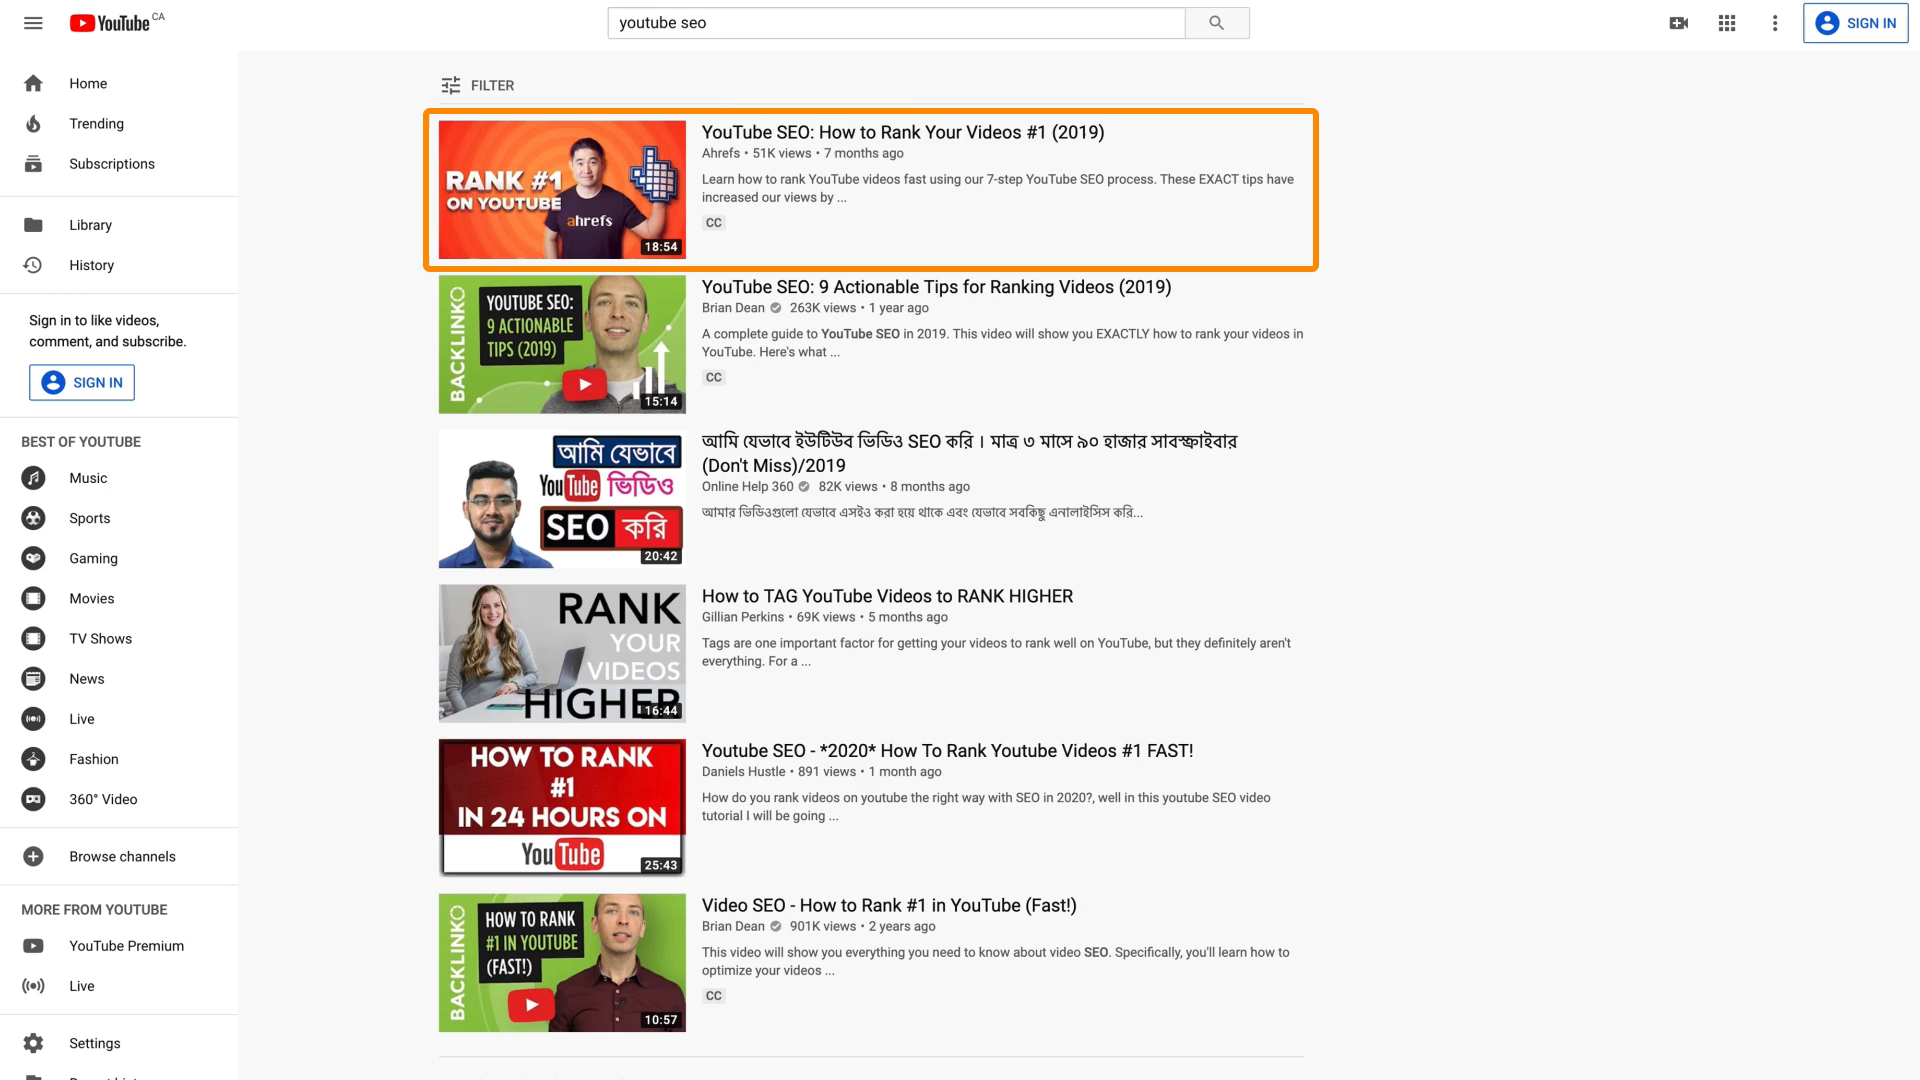 YouTube CA
youtube seo
SIGN IN
Home
Trending
Subscriptions
Library
History
Sign in to like videos,
comment, and subscribe.
SIGN IN
BEST OF YOUTUBE
Music
Sports
Gaming
Movies
TV Shows
News
Live
Fashion
360° Video
Browse channels
MORE FROM YOUTUBE
YouTube Premium
Live
Settings
FILTER
RANK #1
ON YOUTUBE
ahrefs
18:54
YouTube SEO: How to Rank Your Videos #1 (2019)
Ahrefs • 51K views • 7 months ago
Learn how to rank YouTube videos fast using our 7-step YouTube SEO process. These EXACT tips have
increased our views by ...
CC
BACKLINKO
YOUTUBE SEO:
9 ACTIONABLE
TIPS (2019)
15:14
YouTube SEO: 9 Actionable Tips for Ranking Videos (2019)
Brian Dean 263K views • 1 year ago
A complete guide to YouTube SEO in 2019. This video will show you EXACTLY how to rank your videos in
YouTube. Here's what ...
CC
আমি যেভাবে
YouTube ভিডিও
SEO করি
20:42
আমি যেভাবে ইউটিউব ভিডিও SEO করি । মাত্র ৩ মাসে ৯০ হাজার সাবস্ক্রাইবার
(Don't Miss)/2019
Online Help 360 82K views • 8 months ago
আমার ভিডিওগুলো যেভাবে এসইও করা হয়ে থাকে এবং যেভাবে সবকিছু এনালাইসিস করি...
RANK
YOUR
VIDEOS
HIGHER
16:44
How to TAG YouTube Videos to RANK HIGHER
Gillian Perkins • 69K views • 5 months ago
Tags are one important factor for getting your videos to rank well on YouTube, but they definitely aren't
everything. For a ...
HOW TO RANK
#1
IN 24 HOURS ON
YouTube
25:43
Youtube SEO - *2020* How To Rank Youtube Videos #1 FAST!
Daniels Hustle • 891 views • 1 month ago
How do you rank videos on youtube the right way with SEO in 2020?, well in this youtube SEO video
tutorial I will be going ...
BACKLINKO
HOW TO RANK
#1 IN YOUTUBE
(FAST!)
10:57
Video SEO - How to Rank #1 in YouTube (Fast!)
Brian Dean 901K views • 2 years ago
This video will show you everything you need to know about video SEO. Specifically, you'll learn how to
optimize your videos ...
CC